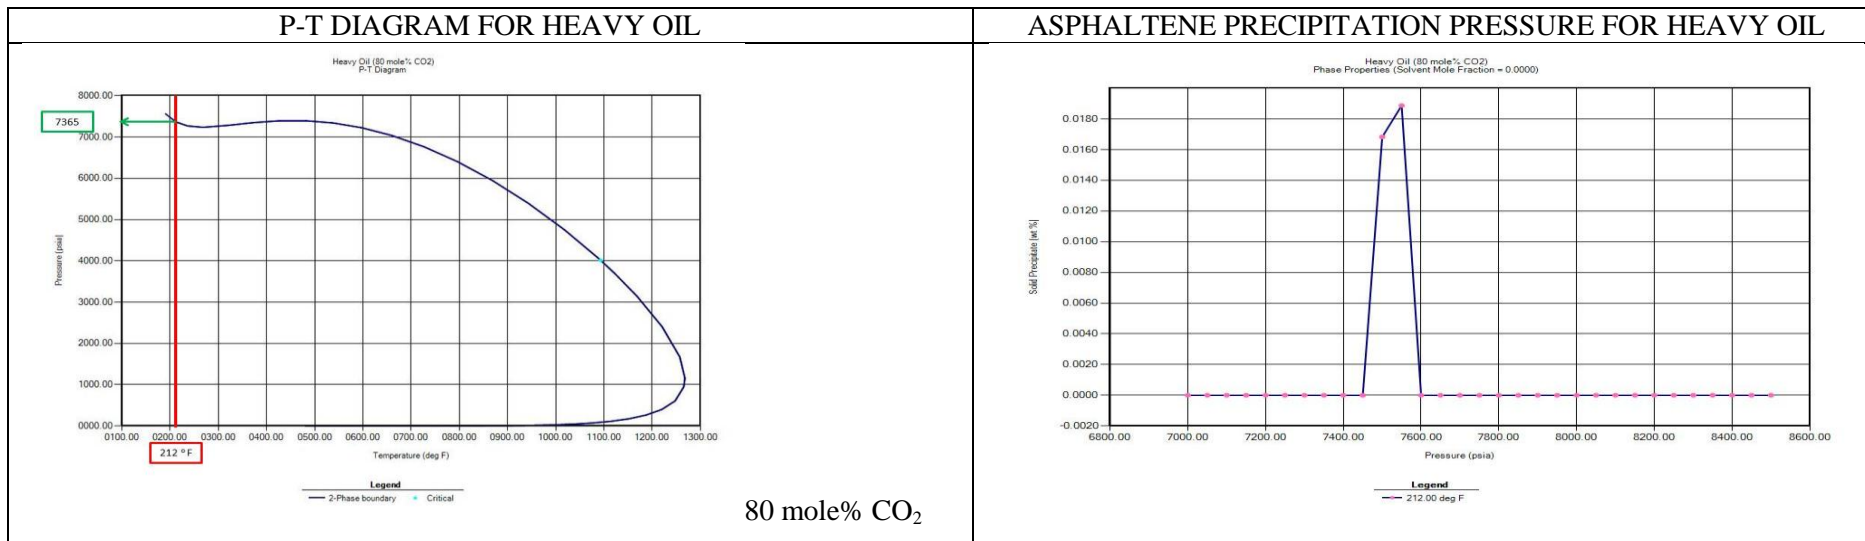 P-T DIAGRAM FOR HEAVY OIL
ASPHALTENE PRECIPITATION PRESSURE FOR HEAVY OIL
Heavy Oil (80 mole% CO2)
P-T Diagram
8000.00
7365
7000.00
6000.00
5000.00
4000.00
3000.00
2000.00
1000.00
0000.00
Pressure [psia]
0100.00 0200.00 0300.00 0400.00 0500.00 0600.00 0700.00 0800.00 0900.00 1000.00 1100.00 1200.00 1300.00
212 °F
Temperature (deg F)
Legend
2-Phase boundary Critical
80 mole% CO₂
Heavy Oil (80 mole% CO2)
Phase Properties (Solvent Mole Fraction = 0.0000)
0.0180
0.0160
0.0140
0.0120
0.0100
0.0080
0.0060
0.0040
0.0020
0.0000
-0.0020
Solid Precipitate [wt %]
6800.00 7000.00 7200.00 7400.00 7600.00 7800.00 8000.00 8200.00 8400.00 8600.00
Pressure (psia)
Legend
212.00 deg F